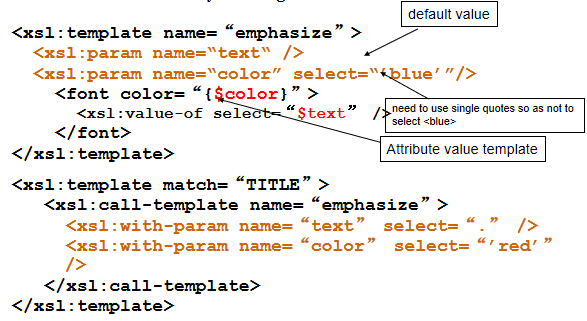 default value
<xsl:template name=“emphasize”>
<xsl:param name=“text“ />
<xsl:param name=“color” select=“‘blue’”/>
<font color=“{$color}”>
<xsl:value-of select=“$text” />
need to use single quotes so as not to
select <blue>
</font>
Attribute value template
</xsl:template>
<xsl:template match=“TITLE”>
<xsl:call-template name=“emphasize”>
<xsl:with-param name=“text” select=“.” />
<xsl:with-param name=“color” select=“’red’”
/>
</xsl:call-template>
</xsl:template>